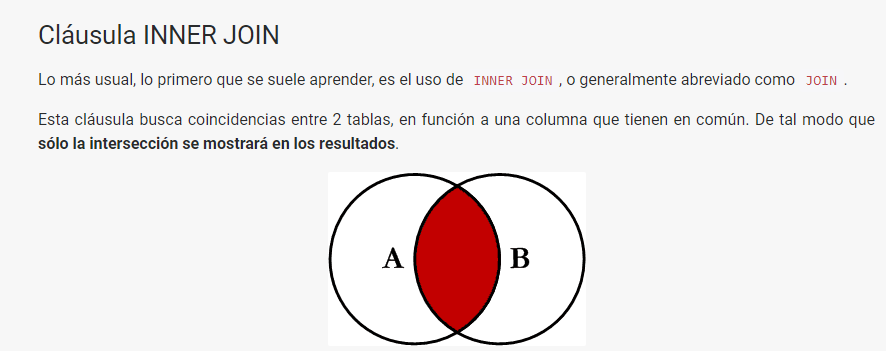 Cláusula INNER JOIN
Lo más usual, lo primero que se suele aprender, es el uso de INNER JOIN , o generalmente abreviado como JOIN .
Esta cláusula busca coincidencias entre 2 tablas, en función a una columna que tienen en común. De tal modo que
sólo la intersección se mostrará en los resultados.
A B